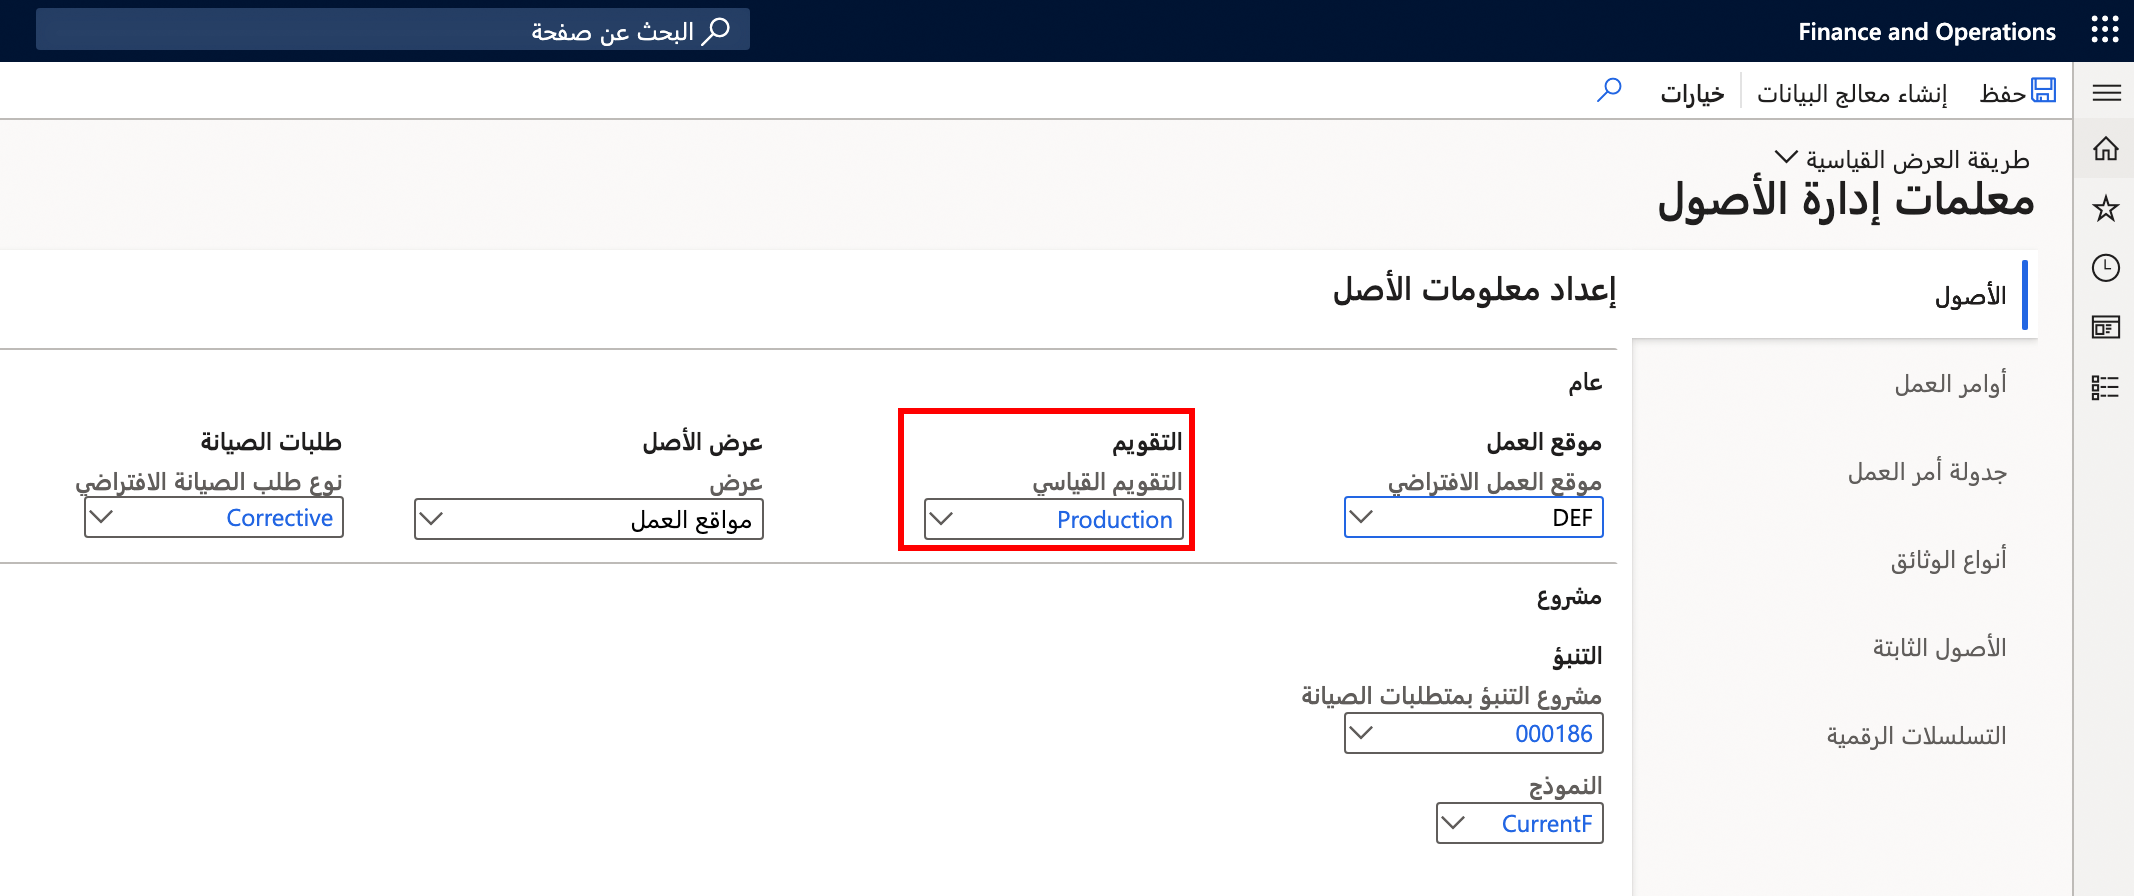 Finance and Operations
البحث عن صفحة
حفظ
إنشاء معالج البيانات
خيارات
طريقة العرض القياسية
معلمات إدارة الأصول
الأصول
أوامر العمل
جدولة أمر العمل
أنواع الوثائق
الأصول الثابتة
التسلسلات الرقمية
إعداد معلومات الأصل
عام
موقع العمل
موقع العمل الافتراضي
DEF
التقويم
التقويم القياسي
Production
عرض الأصل
عرض
مواقع العمل
طلبات الصيانة
نوع طلب الصيانة الافتراضي
Corrective
مشروع
التنبؤ
مشروع التنبؤ بمتطلبات الصيانة
000186
النموذج
CurrentF